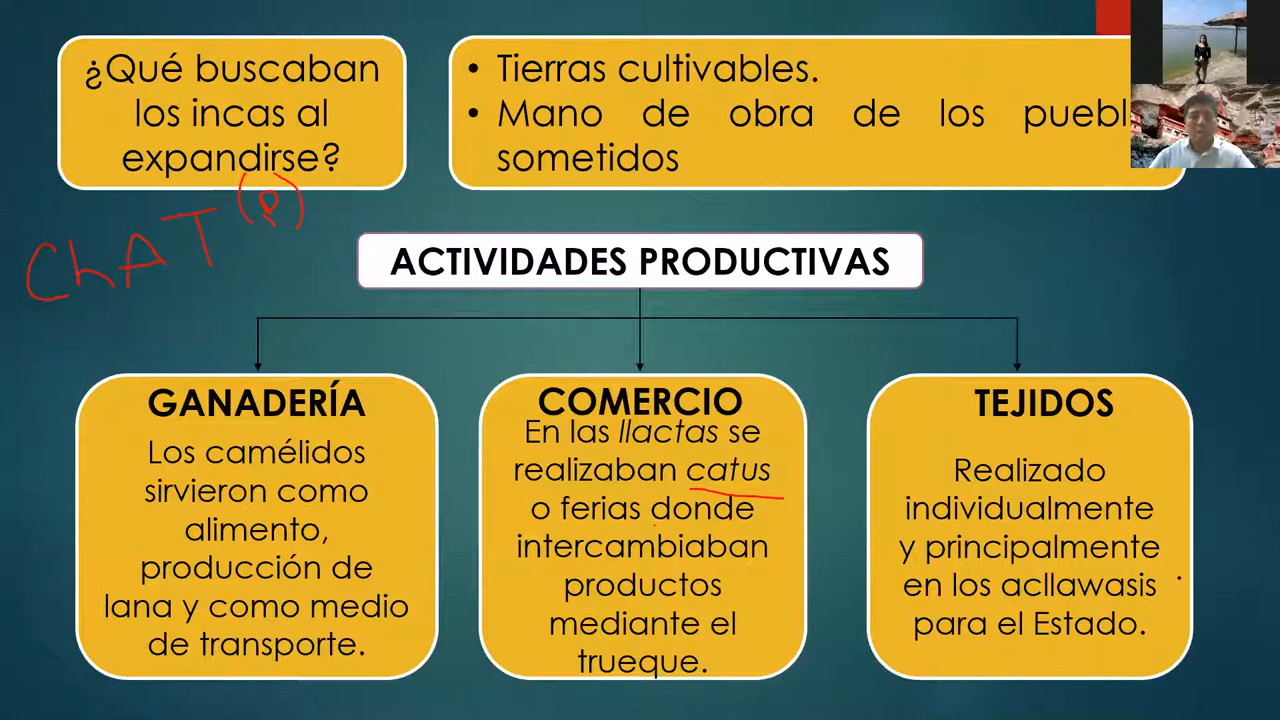 ¿Qué buscaban
los incas al
expandirse?
• Tierras cultivables.
• Mano de obra de los
sometidos
ChAT (P)
ACTIVIDADES PRODUCTIVAS
GANADERÍA
Los camélidos
sirvieron como
alimento,
producción de
lana y como medio
de transporte.
COMERCIO
En las llactas se
realizaban catus
o ferias donde
intercambiaban
productos
mediante el
trueque.
TEJIDOS
Realizado
individualmente
y principalmente
en los acllawasis
para el Estado.